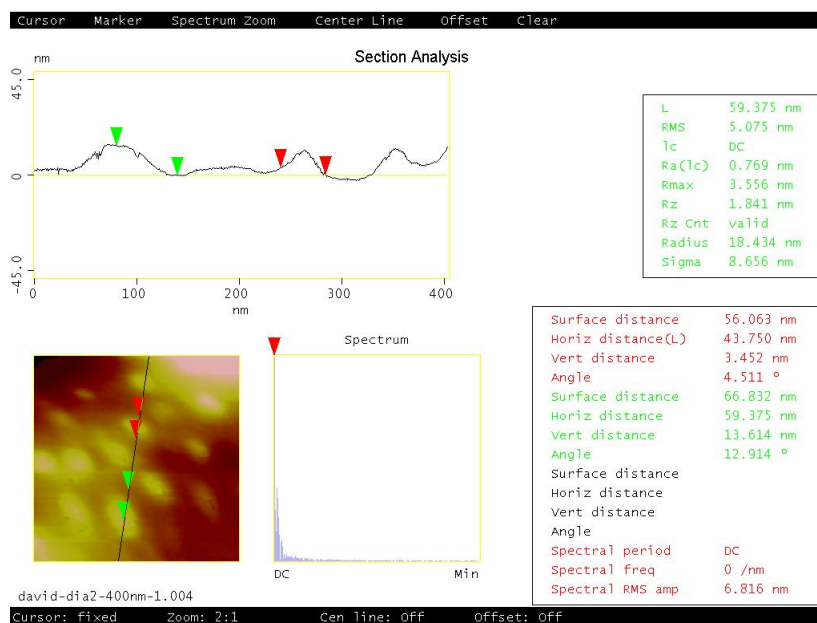 Cursor Marker Spectrum Zoom Center Line Offset Clear
Section Analysis
nm
45.0
0
-45.0
0 100 200 300 400
nm
L 59.375 nm
RMS 5.075 nm
lc DC
Ra(lc) 0.769 nm
Rmax 3.556 nm
Rz 1.841 nm
Rz Cnt valid
Radius 18.434 nm
Sigma 8.656 nm
Spectrum
DC Min
Surface distance 56.063 nm
Horiz distance(L) 43.750 nm
Vert distance 3.452 nm
Angle 4.511 °
Surface distance 66.832 nm
Horiz distance 59.375 nm
Vert distance 13.614 nm
Angle 12.914 °
Surface distance
Horiz distance
Vert distance
Angle
Spectral period DC
Spectral freq 0 /nm
Spectral RMS amp 6.816 nm
david-dia2-400nm-1.004
Cursor: fixed Zoom: 2:1 Cen line: Off Offset: Off